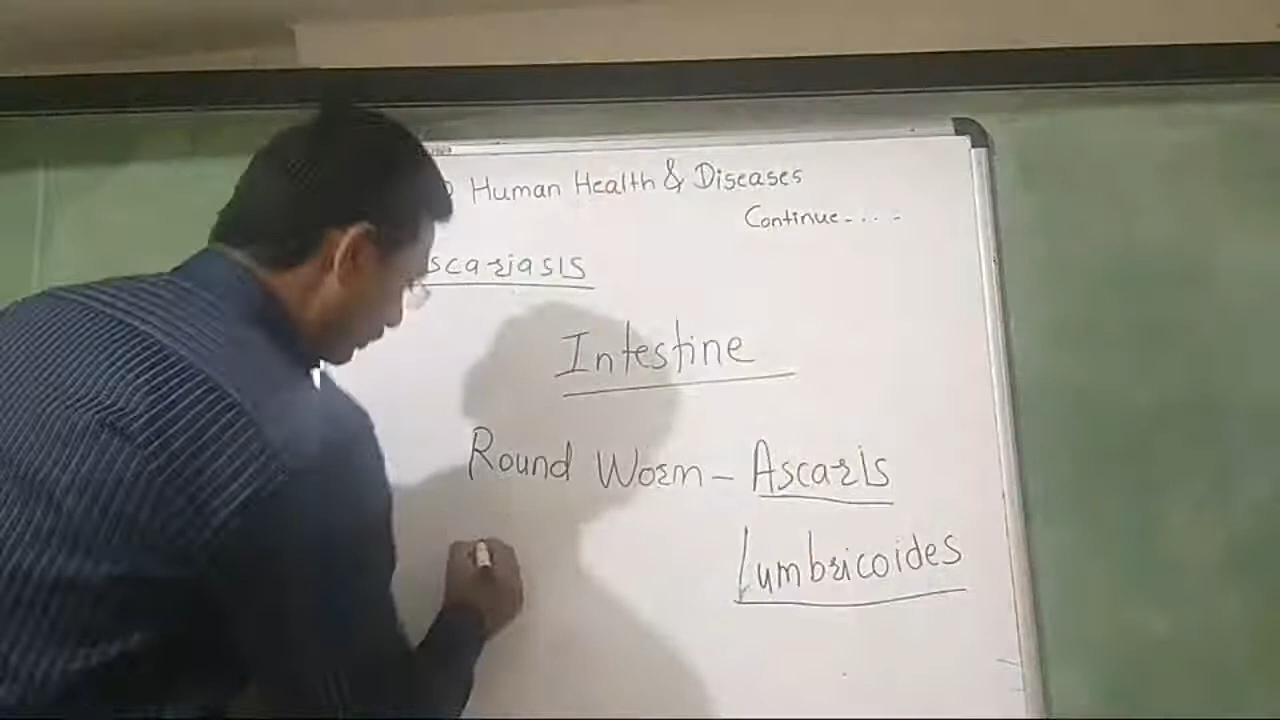 Human Health & Diseases
Continue....
scariasis
Intestine
Round Worm - Ascaris
Lumbricoides